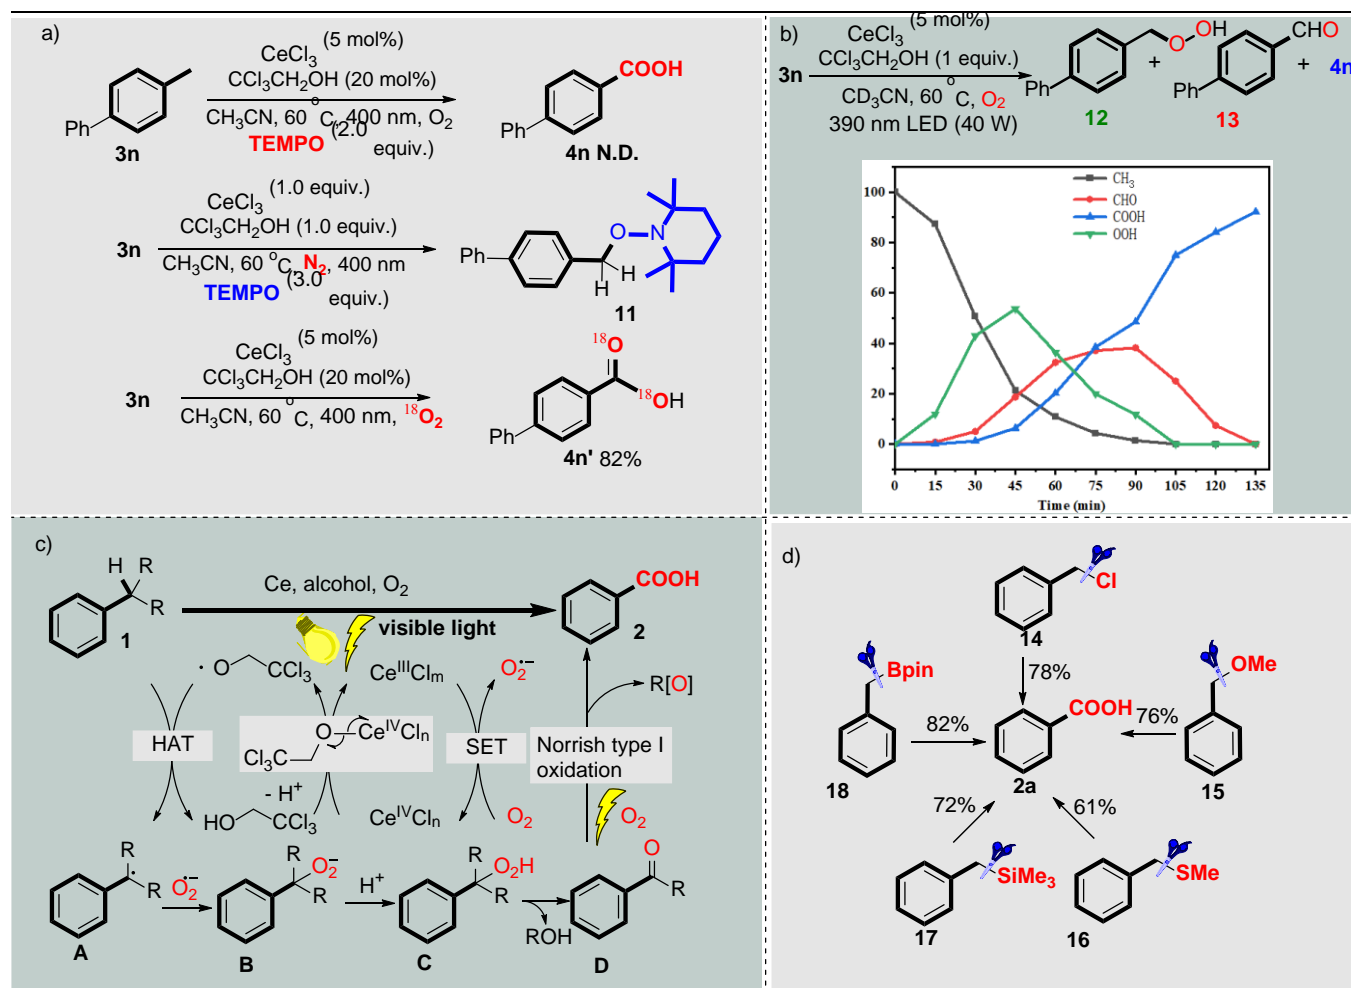 a)
CeCl3 (5 mol%)
CCl3CH2OH (20 mol%)
CH3CN, 60 oC, 400 nm, O2
TEMPO (2.0 equiv.)
Ph
3n
COOH
Ph
4n N.D.
CeCl3 (1.0 equiv.)
CCl3CH2OH (1.0 equiv.)
3n
CH3CN, 60 oC, N2, 400 nm
TEMPO (3.0 equiv.)
Ph
O
N
H
H
11
CeCl3 (5 mol%)
CCl3CH2OH (20 mol%)
3n
CH3CN, 60 oC, 400 nm, 18O2
18O
18OH
Ph
4n' 82%
b)
CeCl3 (5 mol%)
CCl3CH2OH (1 equiv.)
3n
CD3CN, 60 oC, O2
390 nm LED (40 W)
O
OH
Ph
12
+
CHO
Ph
13
+
4n
CH3
CHO
COOH
OOH
100
80
60
40
20
0
0 15 30 45 60 75 90 105 120 135
Time (min)
c)
H
R
R
1
Ce, alcohol, O2
visible light
COOH
2
· O
CCl3
CeIIIClm
O2·–
R[O]
HAT
O
CeIVCln
Cl3C
SET
Norrish type I
oxidation
- H+
HO
CCl3
CeIVCln
O2
O2
R
R
A
O2·–
R
O2–
R
B
H+
R
O2H
R
C
ROH
O
R
D
d)
Cl
14
Bpin
18
OMe
15
78%
82%
76%
COOH
2a
72%
61%
SiMe3
17
SMe
16